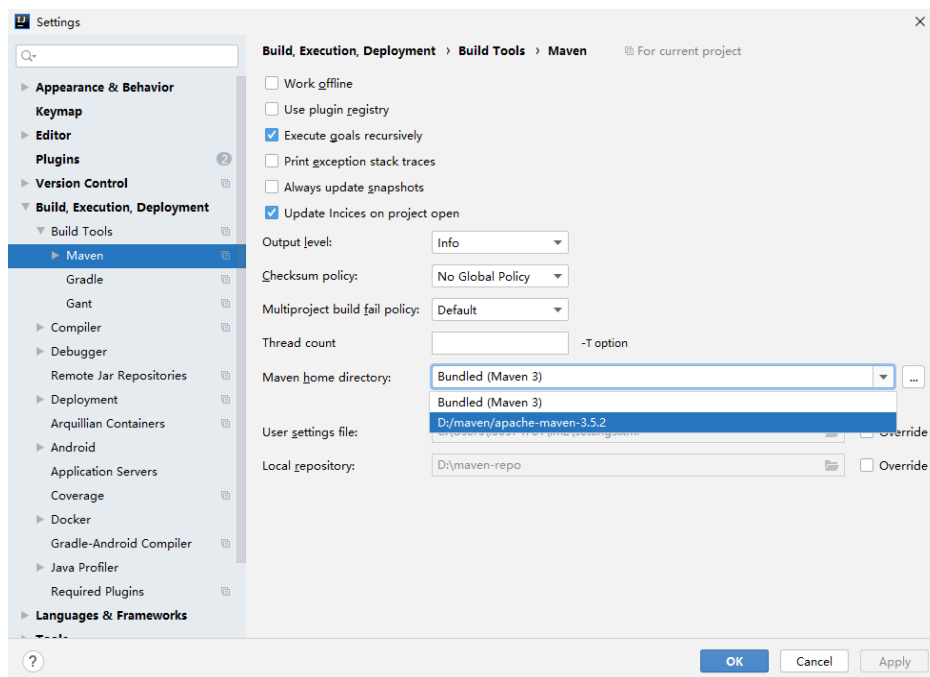 Settings
Appearance & Behavior
Keymap
Editor
Plugins 2
Version Control
Build, Execution, Deployment
Build Tools
Maven
Gradle
Gant
Compiler
Debugger
Remote Jar Repositories
Deployment
Arquillian Containers
Android
Application Servers
Coverage
Docker
Gradle-Android Compiler
Java Profiler
Required Plugins
Languages & Frameworks
Tools
Build, Execution, Deployment › Build Tools › Maven For current project
Work offline
Use plugin registry
Execute goals recursively
Print exception stack traces
Always update snapshots
Update Incices on project open
Output level: Info
Checksum policy: No Global Policy
Multiproject build fail policy: Default
Thread count -T option
Maven home directory: Bundled (Maven 3) ...
Bundled (Maven 3)
D:/maven/apache-maven-3.5.2
User settings file: Override
Local repository: D:\maven-repo Override
? OK Cancel Apply